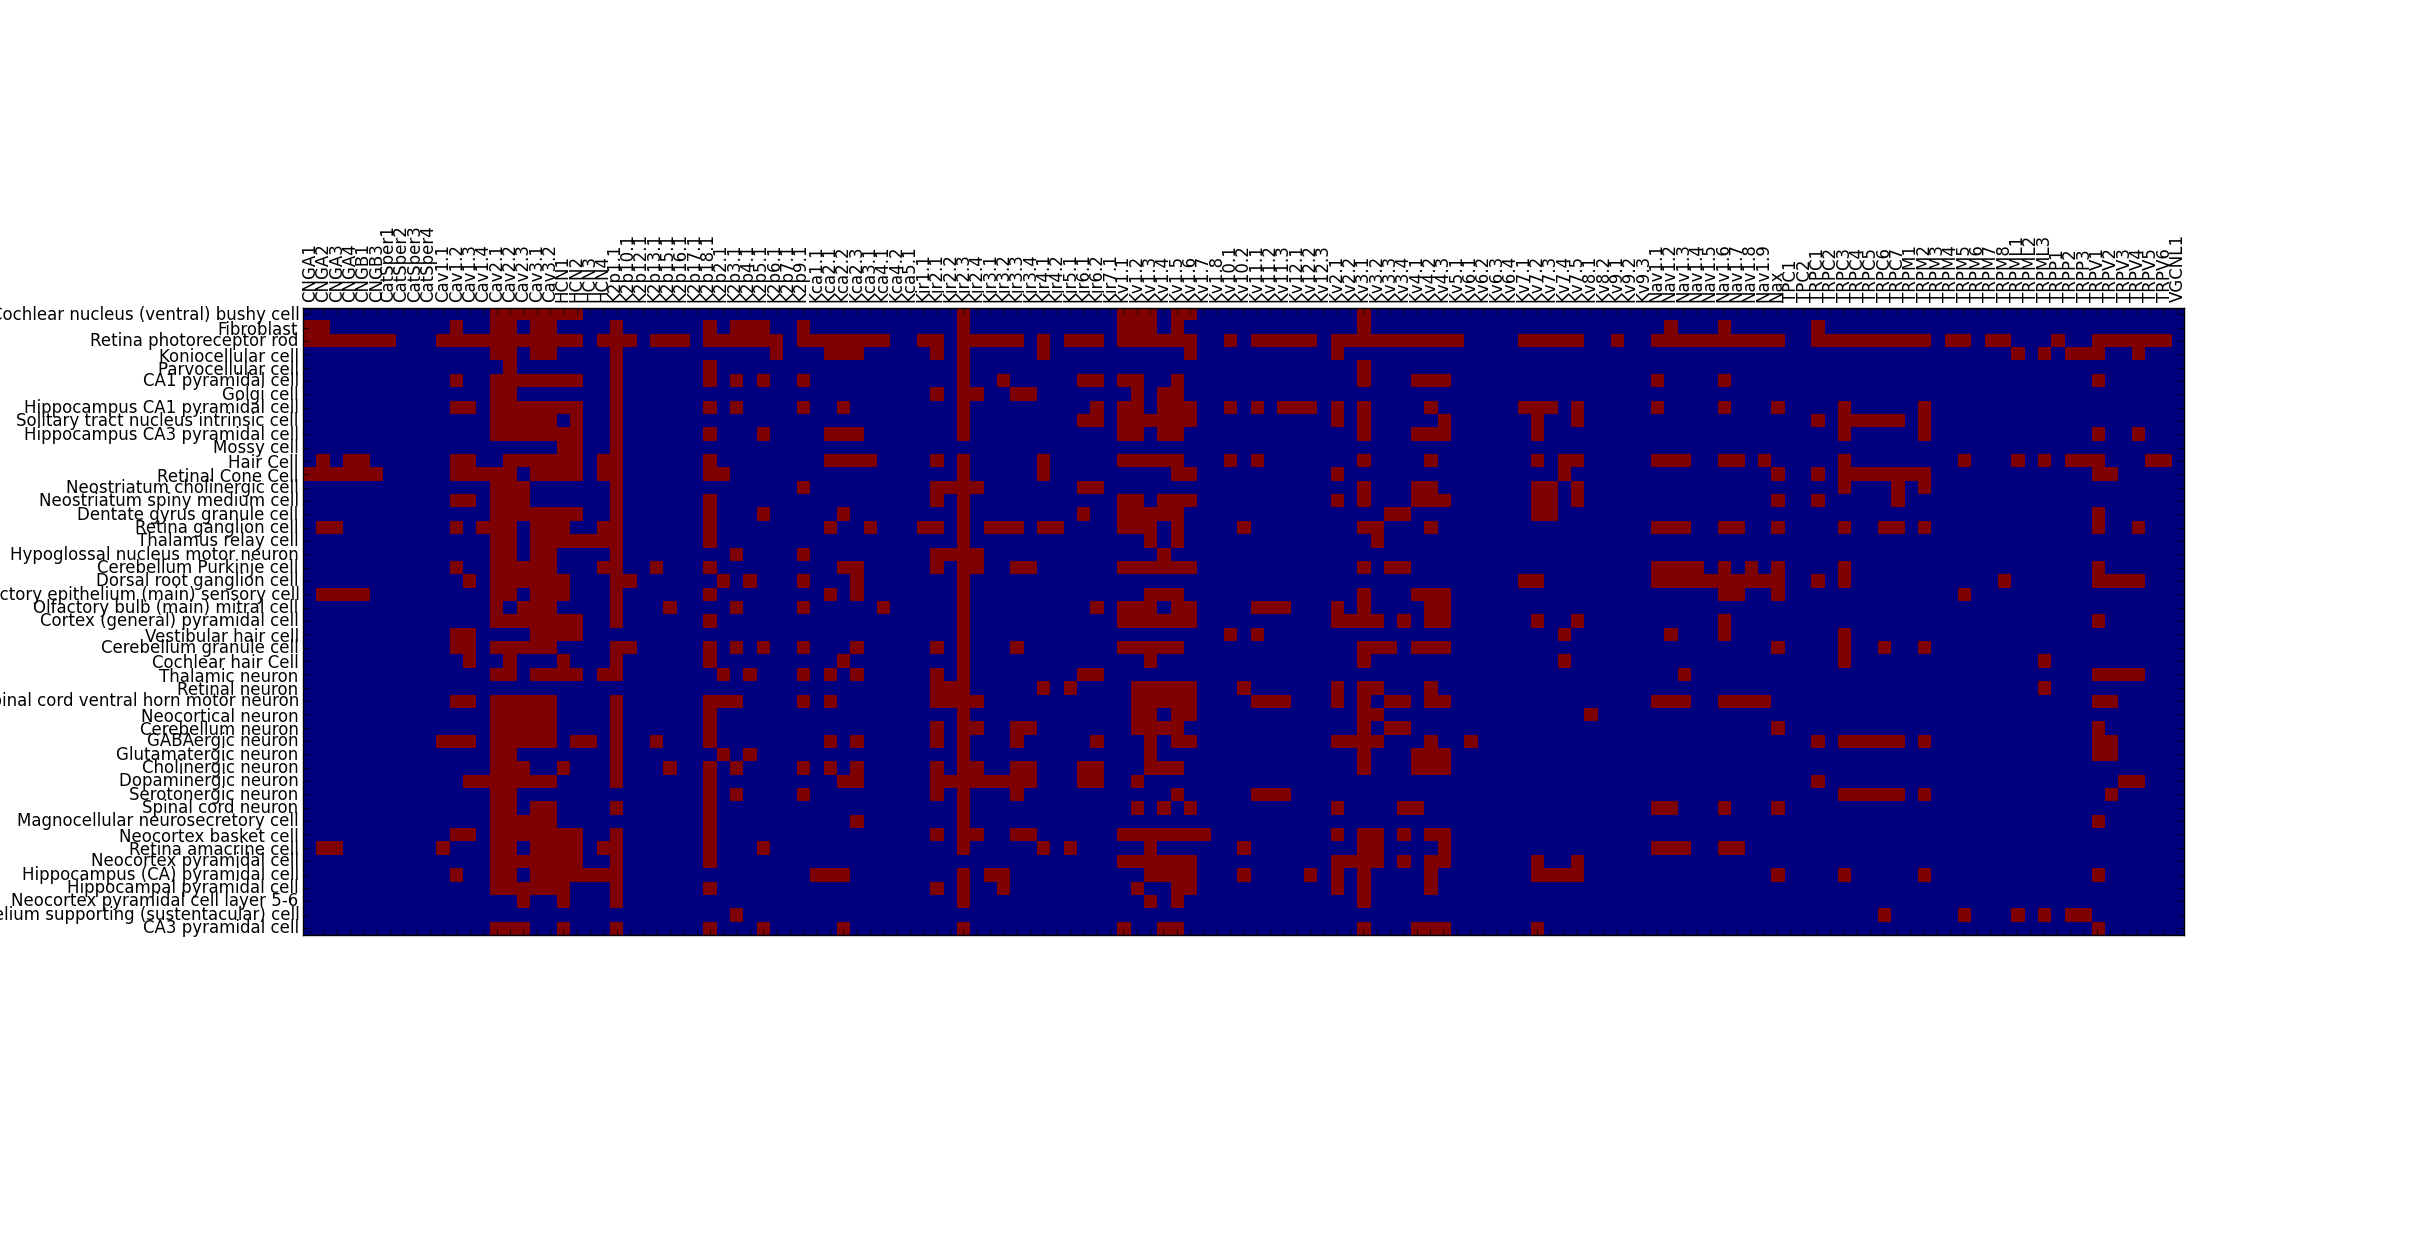 CNGA1
CNGA2
CNGA3
CNGA4
CNGB1
CNGB3
CatSper1
CatSper2
CatSper3
CatSper4
Cav1.1
Cav1.2
Cav1.3
Cav1.4
Cav2.1
Cav2.2
Cav2.3
Cav3.1
Cav3.2
HCN1
HCN2
HCN3
HCN4
K2p1.1
K2p10.1
K2p12.1
K2p13.1
K2p15.1
K2p16.1
K2p17.1
K2p18.1
K2p2.1
K2p3.1
K2p4.1
K2p5.1
K2p6.1
K2p7.1
K2p9.1
Kca1.1
Kca2.1
Kca2.2
Kca2.3
Kca3.1
Kca4.1
Kca4.2
Kca5.1
Kir1.1
Kir2.1
Kir2.2
Kir2.3
Kir2.4
Kir3.1
Kir3.2
Kir3.3
Kir3.4
Kir4.1
Kir4.2
Kir5.1
Kir6.1
Kir6.2
Kir7.1
Kv1.1
Kv1.2
Kv1.3
Kv1.4
Kv1.5
Kv1.6
Kv1.7
Kv1.8
Kv10.1
Kv10.2
Kv11.1
Kv11.2
Kv11.3
Kv12.1
Kv12.2
Kv12.3
Kv2.1
Kv2.2
Kv3.1
Kv3.2
Kv3.3
Kv3.4
Kv4.1
Kv4.2
Kv4.3
Kv5.1
Kv6.1
Kv6.2
Kv6.3
Kv6.4
Kv7.1
Kv7.2
Kv7.3
Kv7.4
Kv7.5
Kv8.1
Kv8.2
Kv9.1
Kv9.2
Kv9.3
Nav1.1
Nav1.2
Nav1.3
Nav1.4
Nav1.5
Nav1.6
Nav1.7
Nav1.8
Nav1.9
Nax
TPC1
TPC2
TRPC1
TRPC2
TRPC3
TRPC4
TRPC5
TRPC6
TRPC7
TRPM1
TRPM2
TRPM3
TRPM4
TRPM5
TRPM6
TRPM7
TRPM8
TRPML1
TRPML2
TRPML3
TRPP1
TRPP2
TRPP3
TRPV1
TRPV2
TRPV3
TRPV4
TRPV5
TRPV6
VGCNL1
Cochlear nucleus (ventral) bushy cell
Fibroblast
Retina photoreceptor rod
Koniocellular cell
Parvocellular cell
CA1 pyramidal cell
Golgi cell
Hippocampus CA1 pyramidal cell
Solitary tract nucleus intrinsic cell
Hippocampus CA3 pyramidal cell
Mossy cell
Hair Cell
Retinal Cone Cell
Neostriatum cholinergic cell
Neostriatum spiny medium cell
Dentate gyrus granule cell
Retina ganglion cell
Thalamus relay cell
Hypoglossal nucleus motor neuron
Cerebellum Purkinje cell
Dorsal root ganglion cell
epithelium (main) sensory cell
Olfactory bulb (main) mitral cell
Cortex (general) pyramidal cell
Vestibular hair cell
Cerebellum granule cell
Cochlear hair Cell
Thalamic neuron
Retinal neuron
cord ventral horn motor neuron
Neocortical neuron
Cerebellum neuron
GABAergic neuron
Glutamatergic neuron
Cholinergic neuron
Dopaminergic neuron
Serotonergic neuron
Spinal cord neuron
Magnocellular neurosecretory cell
Neocortex basket cell
Retina amacrine cell
Neocortex pyramidal cell
Hippocampus (CA) pyramidal cell
Hippocampal pyramidal cell
Neocortex pyramidal cell layer 5-6
supporting (sustentacular) cell
CA3 pyramidal cell